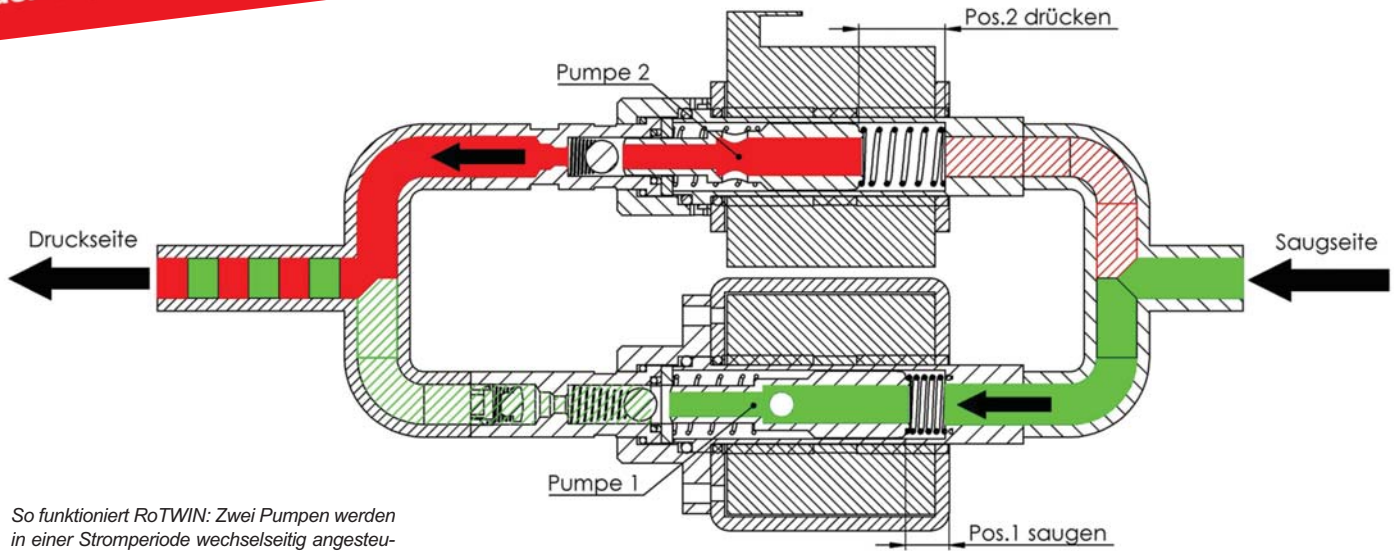 Pos.2 drücken
Pumpe 2
Druckseite
Saugseite
Pumpe 1
Pos.1 saugen
So funktioniert RoTWIN: Zwei Pumpen werden
in einer Stromperiode wechselseitig angesteu-